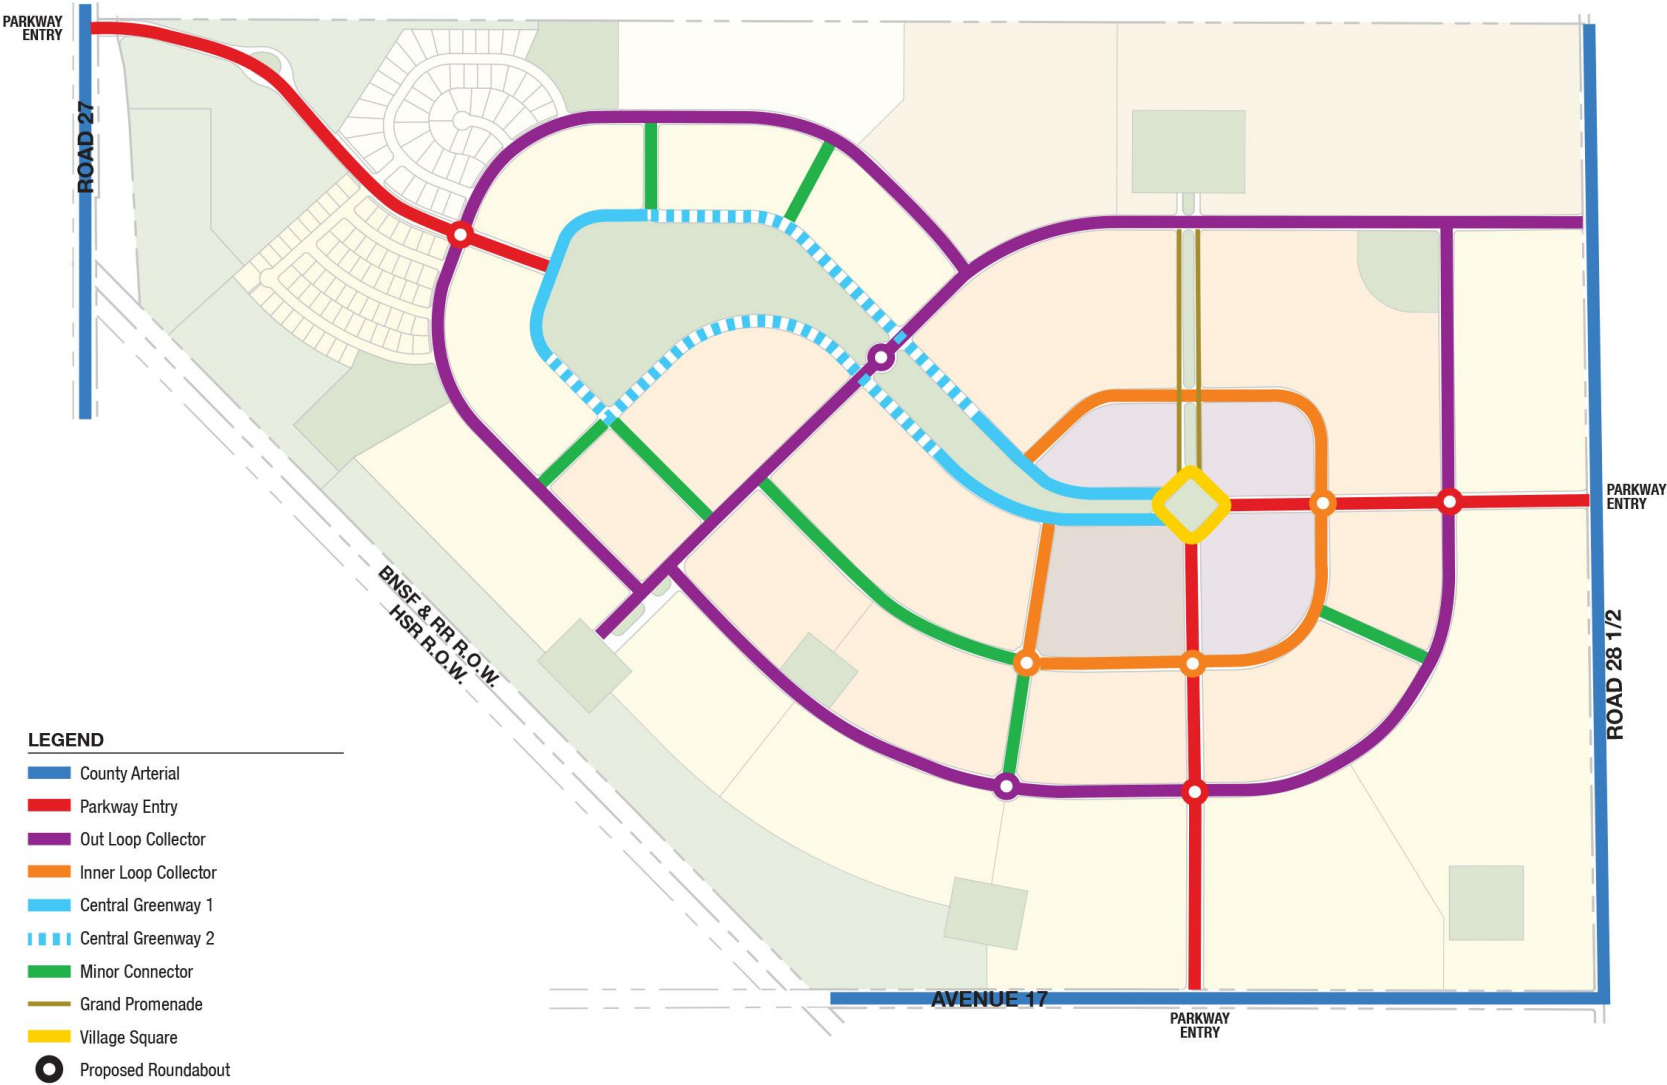 PARKWAY
ENTRY
ROAD 27
PARKWAY
ENTRY
ROAD 28 1/2
BNSF & RR R.O.W.
HSR R.O.W.
AVENUE 17
PARKWAY
ENTRY
LEGEND
County Arterial
Parkway Entry
Out Loop Collector
Inner Loop Collector
Central Greenway 1
Central Greenway 2
Minor Connector
Grand Promenade
Village Square
Proposed Roundabout